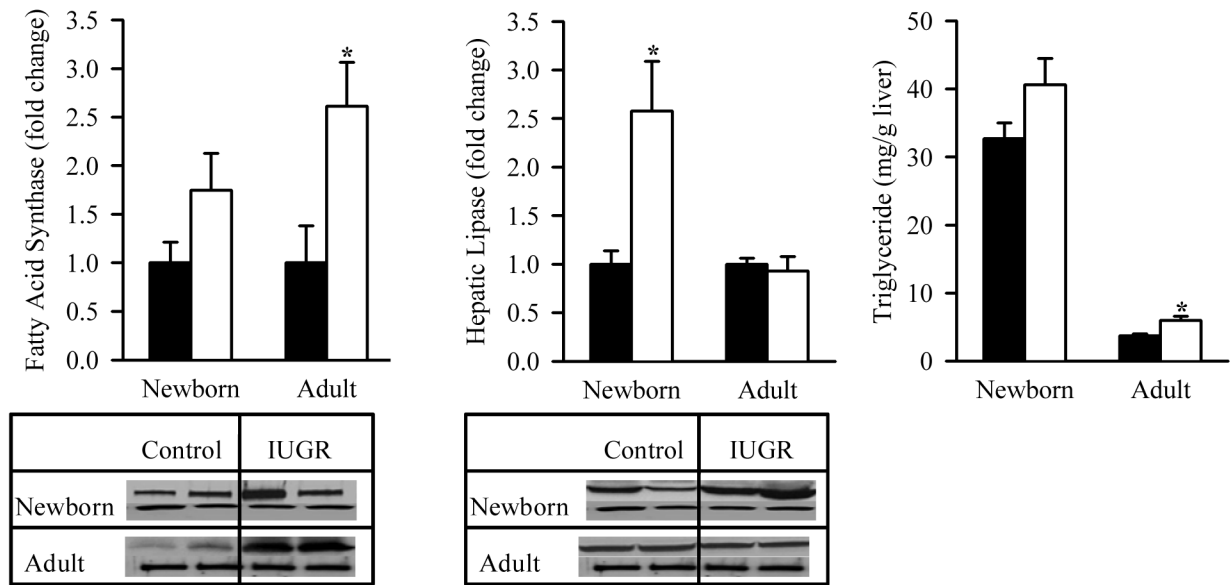 Fatty Acid Synthase (fold change)
3.5
3.0
2.5
2.0
1.5
1.0
0.5
0.0
*
Newborn Adult
Hepatic Lipase (fold change)
3.5
3.0
2.5
2.0
1.5
1.0
0.5
0.0
*
Newborn Adult
Triglyceride (mg/g liver)
50
40
30
20
10
0
*
Newborn Adult
Control IUGR
Newborn
Adult
Control IUGR
Newborn
Adult